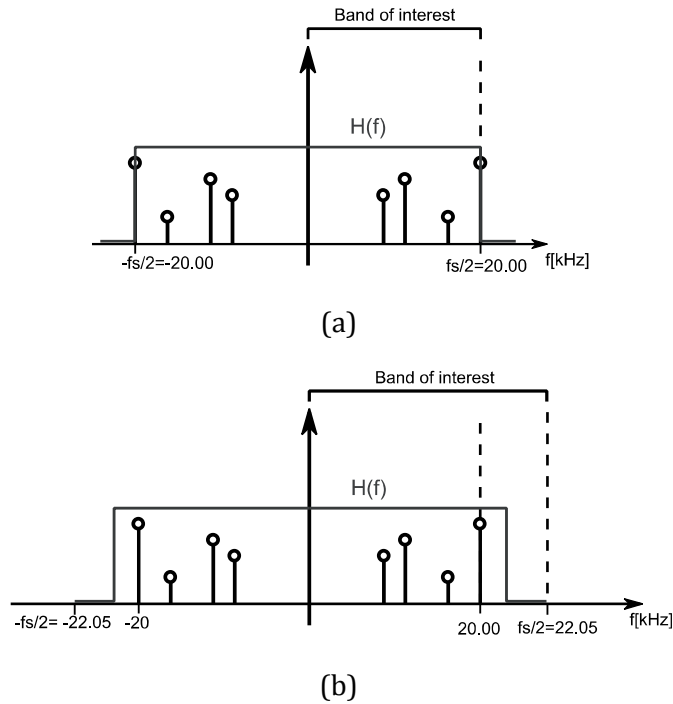 Band of interest
H(f)
-fs/2=-20.00
fs/2=20.00
f[kHz]
(a)
Band of interest
H(f)
-fs/2= -22.05
-20
20.00
fs/2=22.05
f[kHz]
(b)